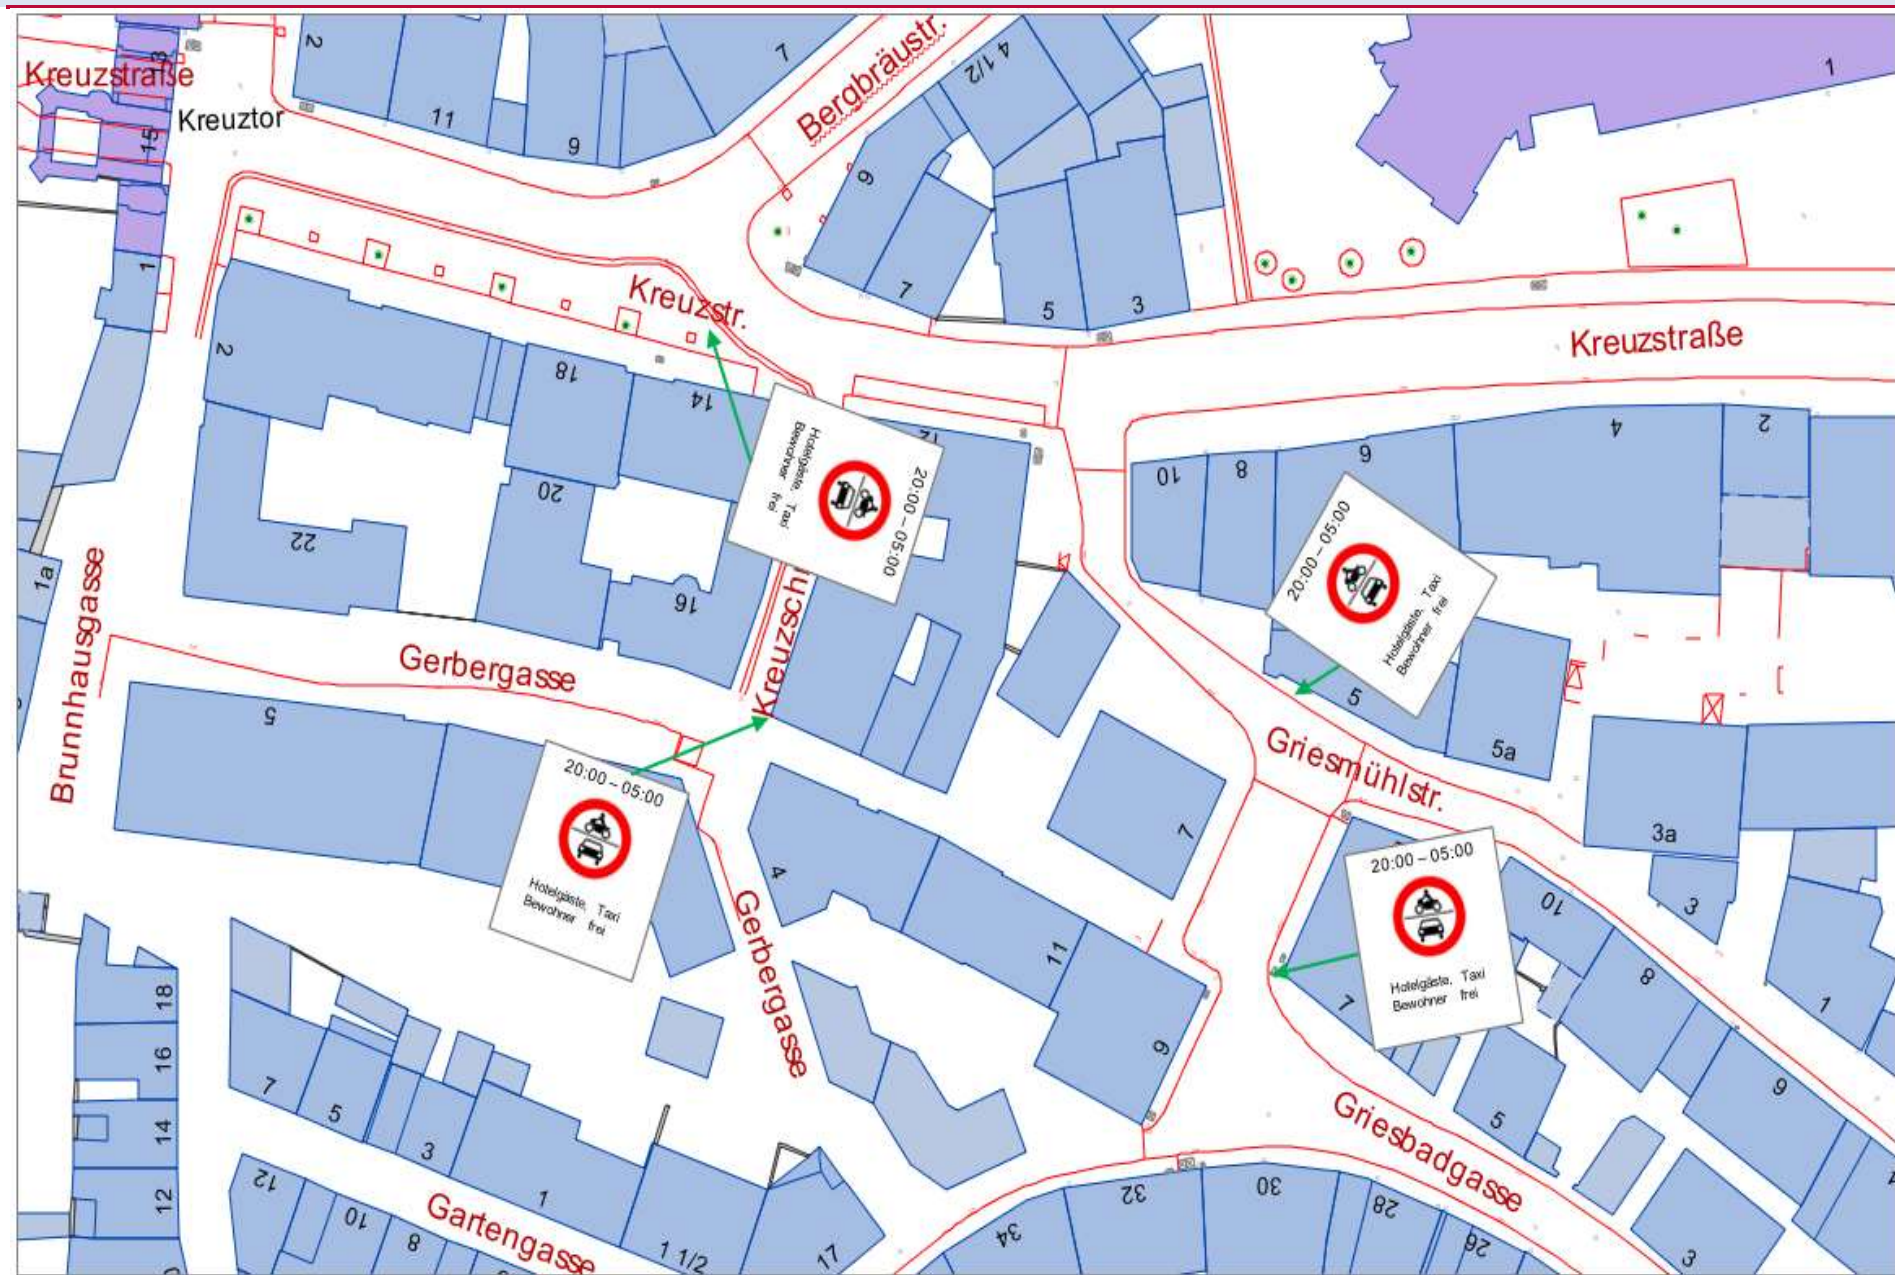 Kreuzstraße
13
15
Kreuztor
2
11
9
7
Bergbräustr.
4 1/2
9
7
5
3
1
Kreuzstr.
Kreuzstraße
1
2
18
14
12
20:00 – 05:00
Hotelgäste, Taxi
Bewohner frei
22
20
16
10
8
6
4
2
20:00 – 05:00
Hotelgäste, Taxi
Bewohner frei
1a
Brunnhausgasse
Gerbergasse
5
5
5a
Griesmühlstr.
3a
3
1
20:00 – 05:00
Hotelgäste, Taxi
Bewohner frei
4
7
Gerbergasse
11
9
20:00 – 05:00
Hotelgäste, Taxi
Bewohner frei
7
10
8
6
5
3
Griesbadgasse
18
16
14
12
7
5
3
1
1 1/2
17
12
10
8
Gartengasse
34
32
30
28
26